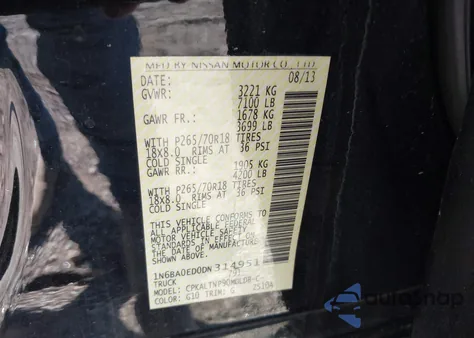 MFD BY NISSAN MOTOR CO., LTD
DATE: 08/13
GVWR: 3221 KG
7100 LB
GAWR FR.: 1678 KG
3699 LB
WITH P265/70R18 TIRES
18X8.0 RIMS AT 36 PSI
COLD SINGLE
GAWR RR.: 1905 KG
4200 LB
WITH P265/70R18 TIRES
18X8.0 RIMS AT 36 PSI
COLD SINGLE
THIS VEHICLE CONFORMS TO
ALL APPLICABLE FEDERAL
MOTOR VEHICLE SAFETY
STANDARDS IN EFFECT ON
THE DATE OF MANUFACTURE
1N6BA0ED0DN314951
TRUCK
COLOR: G10 TRIM: G 25194
autosnap